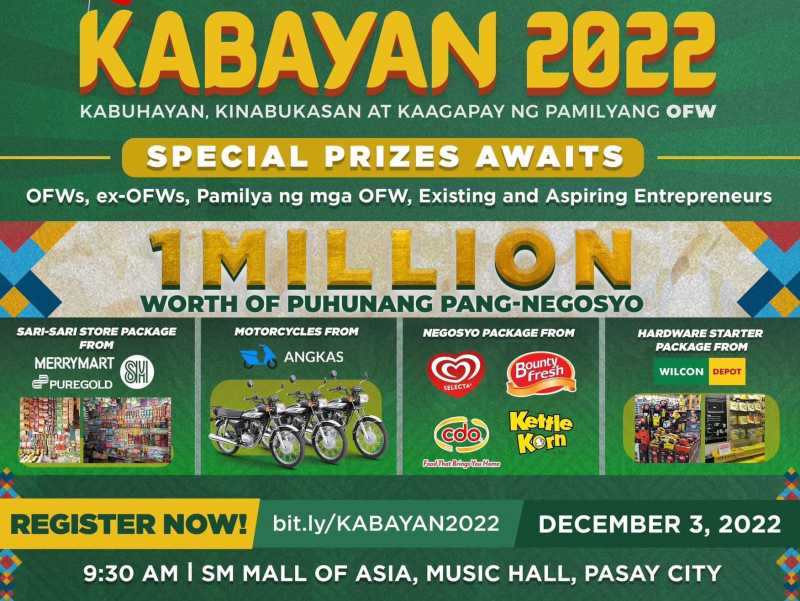 KABAYAN 2022
KABUHAYAN, KINABUKASAN AT KAAGAPAY NG PAMILYANG OFW
SPECIAL PRIZES AWAITS
OFWs, ex-OFWs, Pamilya ng mga OFW, Existing and Aspiring Entrepreneurs
1 MILLION
WORTH OF PUHUNANG PANG-NEGOSYO
SARI-SARI STORE PACKAGE
FROM
MERRYMART
SM
PUREGOLD
MOTORCYCLES FROM
ANGKAS
NEGOSYO PACKAGE FROM
SELECTA
Bounty
fresh
cdo
Food That Brings You Home
Kettle
Korn
HARDWARE STARTER
PACKAGE FROM
WILCON DEPOT
REGISTER NOW!
bit.ly/KABAYAN2022
DECEMBER 3, 2022
9:30 AM | SM MALL OF ASIA, MUSIC HALL, PASAY CITY